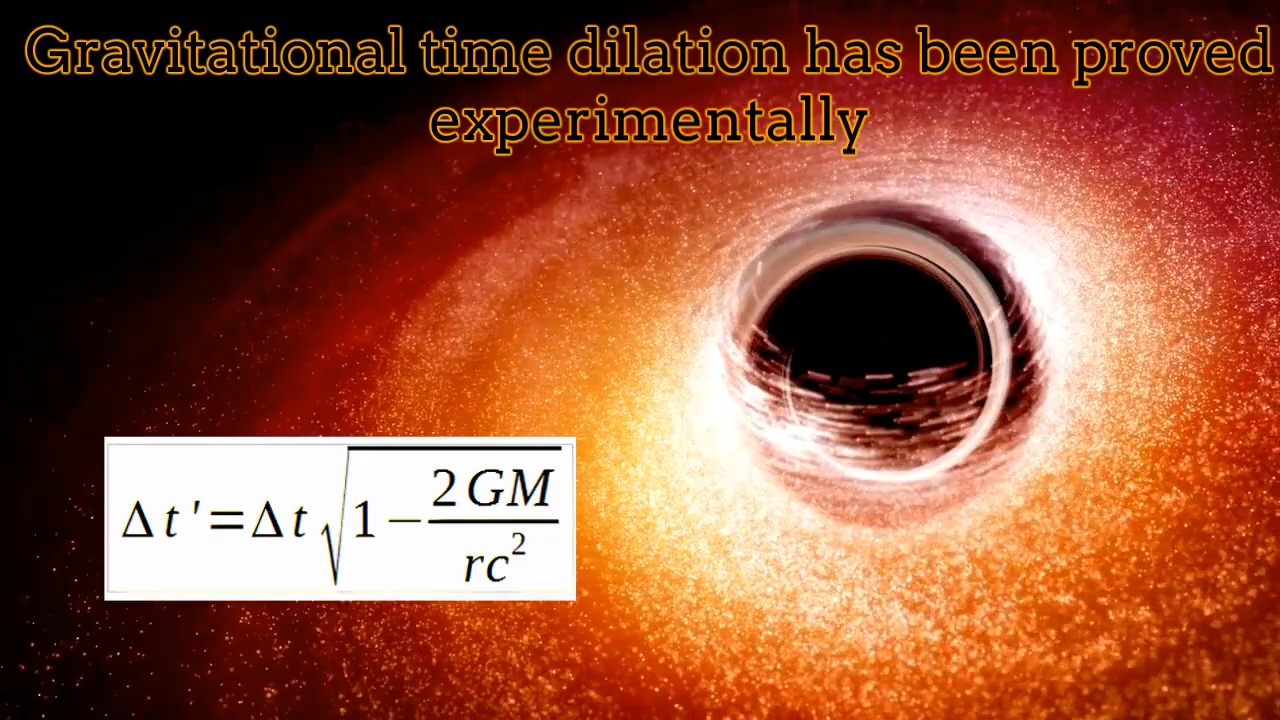 Gravitational time dilation has been proved
experimentally
Δt'=Δt√1−2GM/rc²